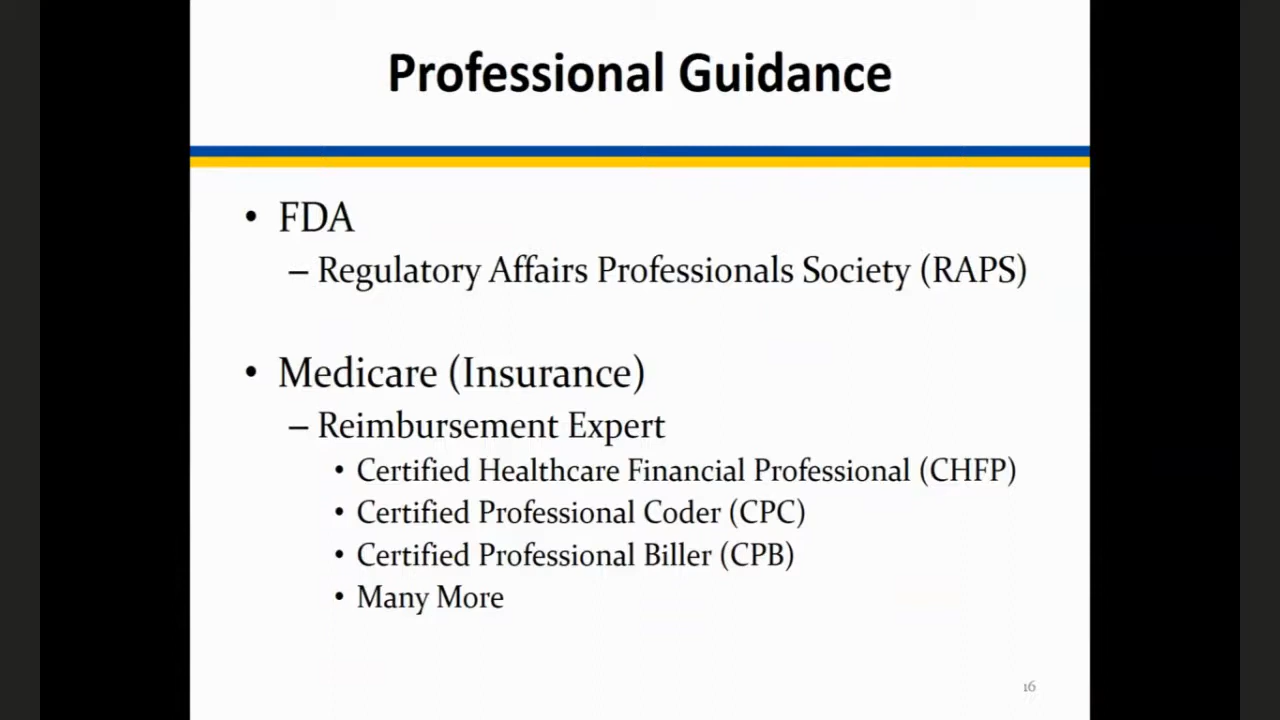 Professional Guidance
• FDA
– Regulatory Affairs Professionals Society (RAPS)
• Medicare (Insurance)
– Reimbursement Expert
• Certified Healthcare Financial Professional (CHFP)
• Certified Professional Coder (CPC)
• Certified Professional Biller (CPB)
• Many More
16